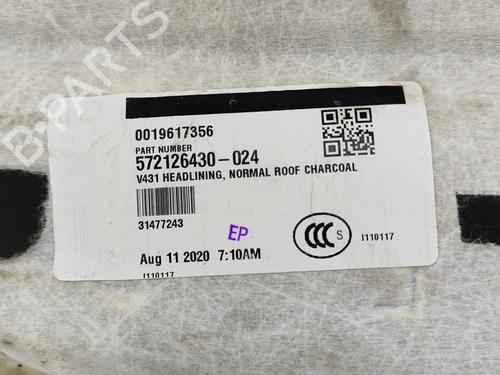 0019617356
PART NUMBER
572126430-024
V431 HEADLINING, NORMAL ROOF CHARCOAL
31477243
EP
CCC S
I110117
Aug 11 2020 7:10AM
I110117
B-PARTS